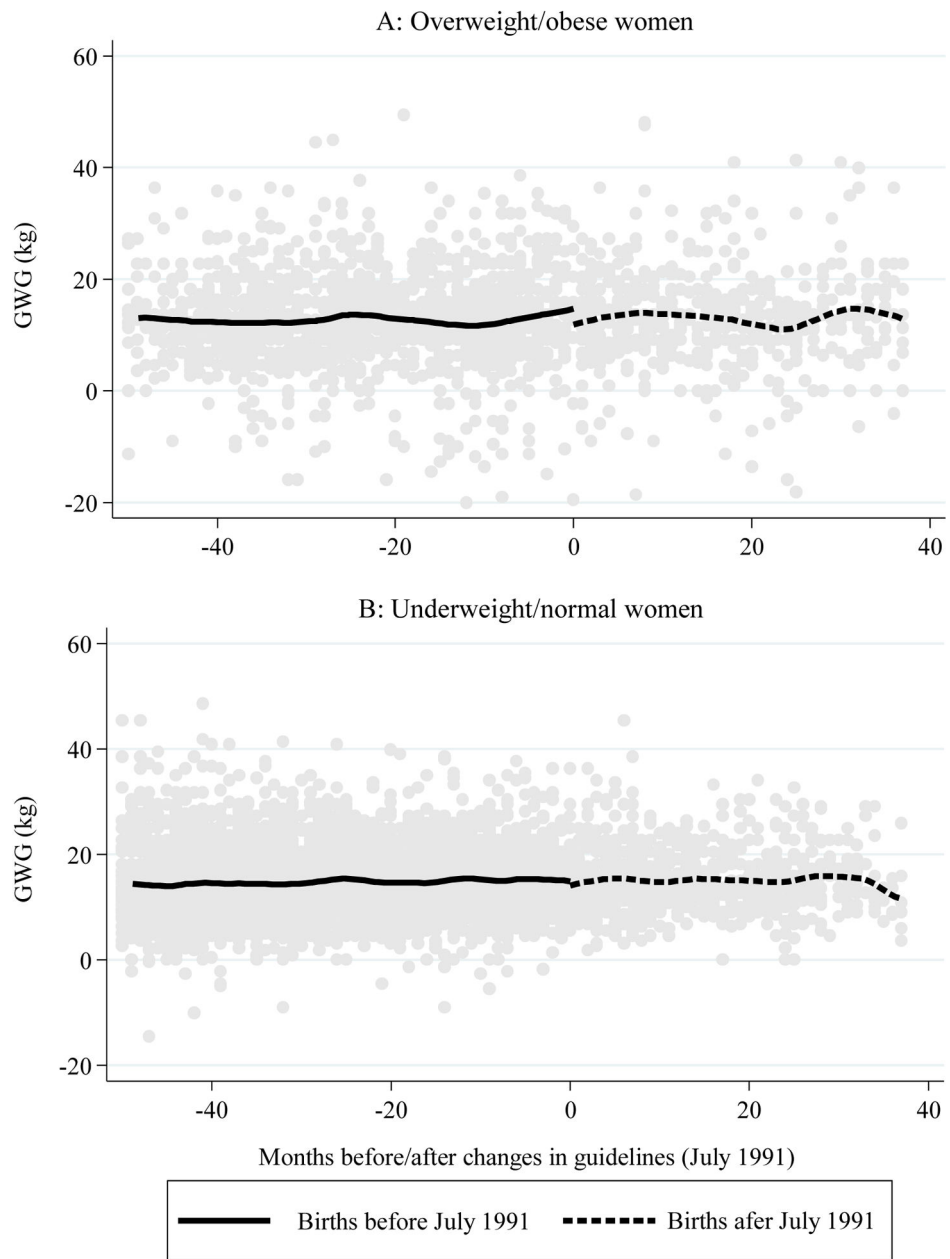 A: Overweight/obese women
60
40
20
0
-20
GWG (kg)
-40 -20 0 20 40
B: Underweight/normal women
60
40
20
0
-20
GWG (kg)
-40 -20 0 20 40
Months before/after changes in guidelines (July 1991)
Births before July 1991 Births afer July 1991